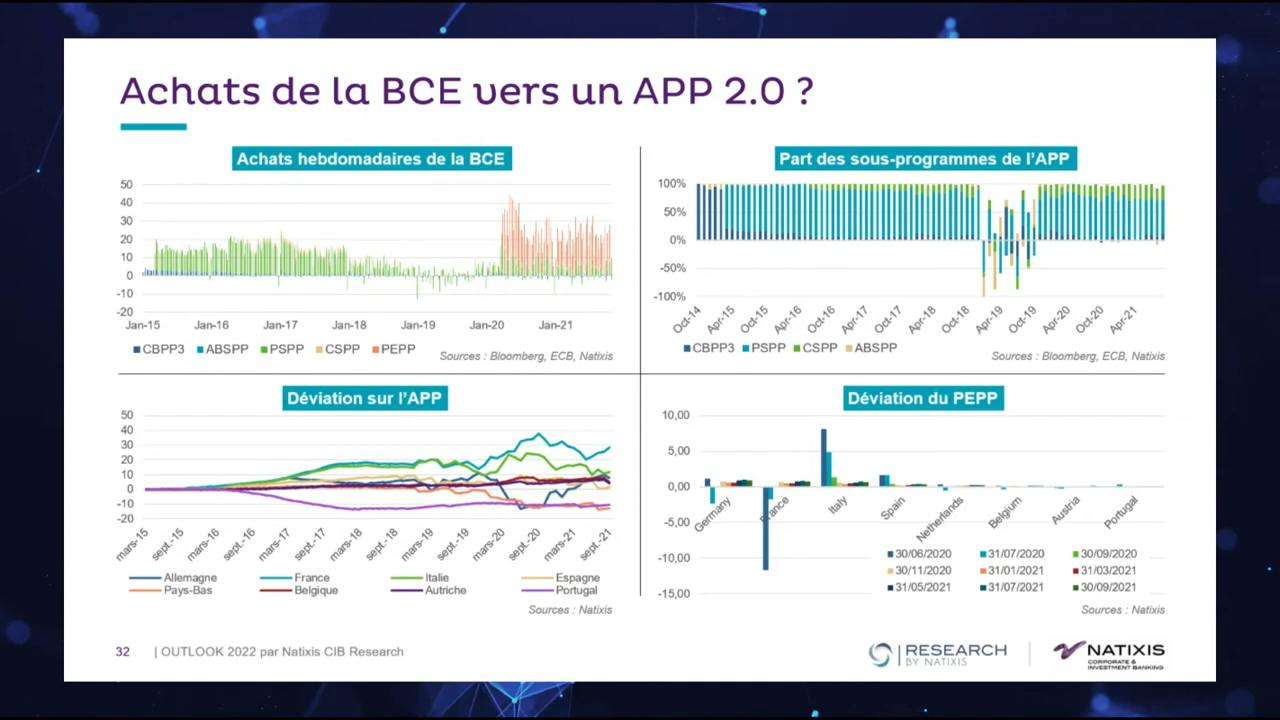 Achats de la BCE vers un APP 2.0 ?
Achats hebdomadaires de la BCE
50
40
30
20
10
0
-10
-20
Jan-15 Jan-16 Jan-17 Jan-18 Jan-19 Jan-20 Jan-21
CBPP3 ABSPP PSPP CSPP PEPP
Sources : Bloomberg, ECB, Natixis
Part des sous-programmes de l'APP
100%
50%
0%
-50%
-100%
Oct-14 Apr-15 Oct-15 Apr-16 Oct-16 Apr-17 Oct-17 Apr-18 Oct-18 Apr-19 Oct-19 Apr-20 Oct-20 Apr-21
CBPP3 PSPP CSPP ABSPP
Sources : Bloomberg, ECB, Natixis
Déviation sur l'APP
50
40
30
20
10
0
-10
-20
mars-15 sept.-15 mars-16 sept.-16 mars-17 sept.-17 mars-18 sept.-18 mars-19 sept.-19 mars-20 sept.-20 mars-21 sept.-21
Allemagne France Italie Espagne
Pays-Bas Belgique Autriche Portugal
Sources : Natixis
Déviation du PEPP
10,00
5,00
0,00
-5,00
-10,00
-15,00
Germany France Italy Spain Netherlands Belgium Austria Portugal
30/06/2020 31/07/2020 30/09/2020
30/11/2020 31/01/2021 31/03/2021
31/05/2021 31/07/2021 30/09/2021
Sources : Natixis
32 | OUTLOOK 2022 par Natixis CIB Research
RESEARCH
BY NATIXIS
NATIXIS
CORPORATE &
INVESTMENT BANKING